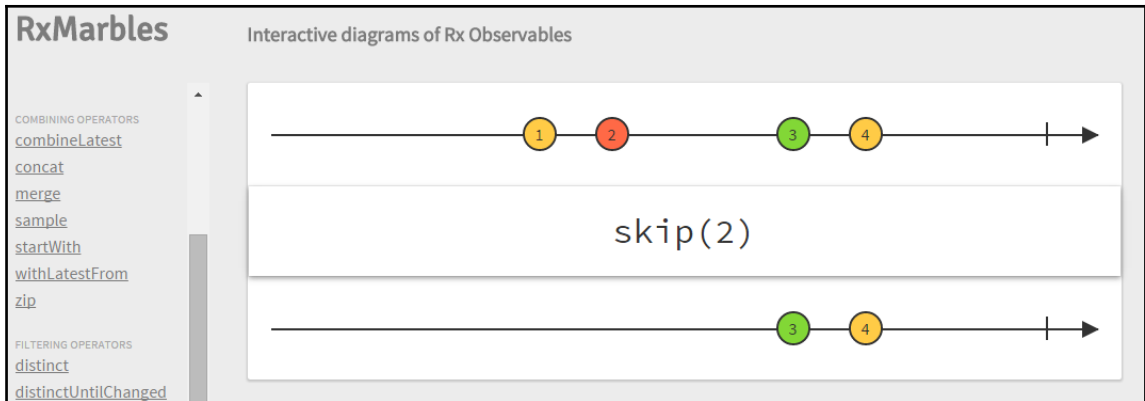 RxMarbles
Interactive diagrams of Rx Observables
COMBINING OPERATORS
combineLatest
concat
merge
sample
startWith
withLatestFrom
zip
FILTERING OPERATORS
distinct
distinctUntilChanged
1 2 3 4
skip(2)
3 4